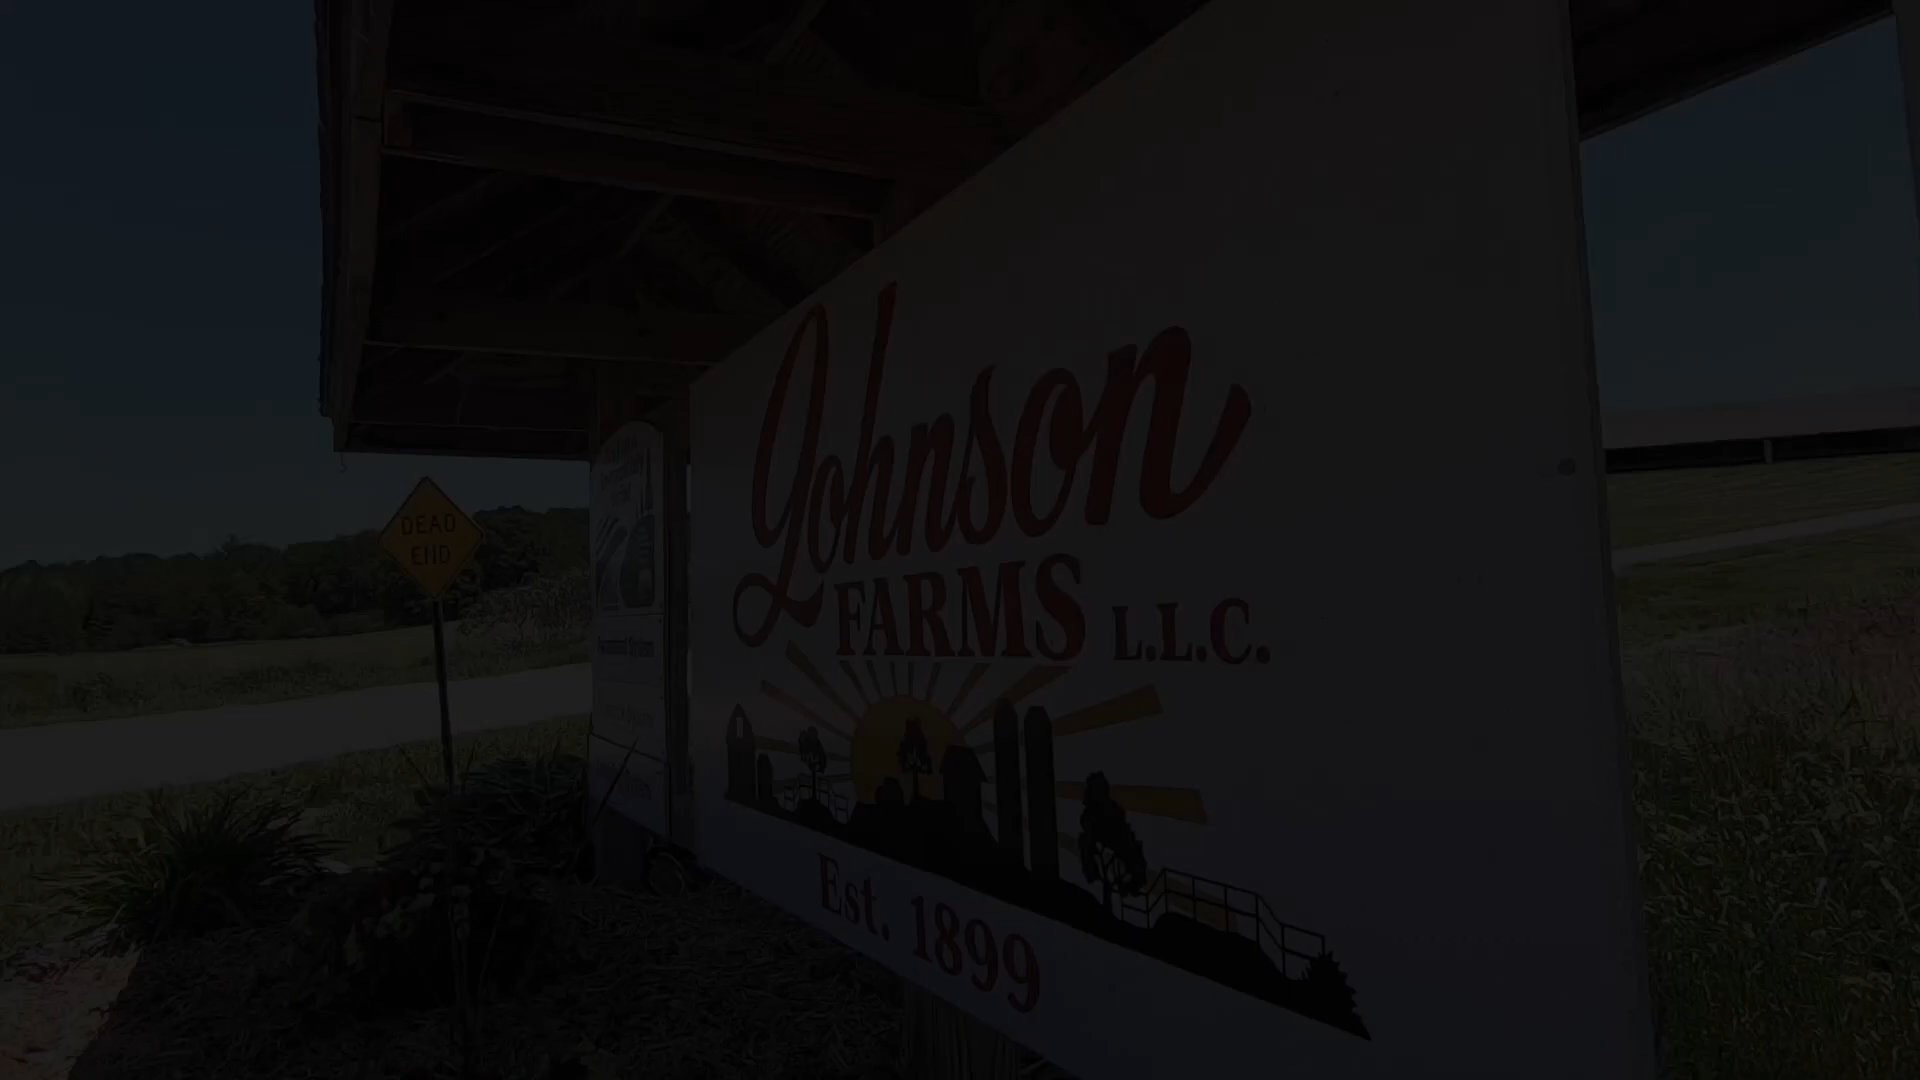 Johnson
FARMS L.L.C.
Est. 1899
DEAD
END